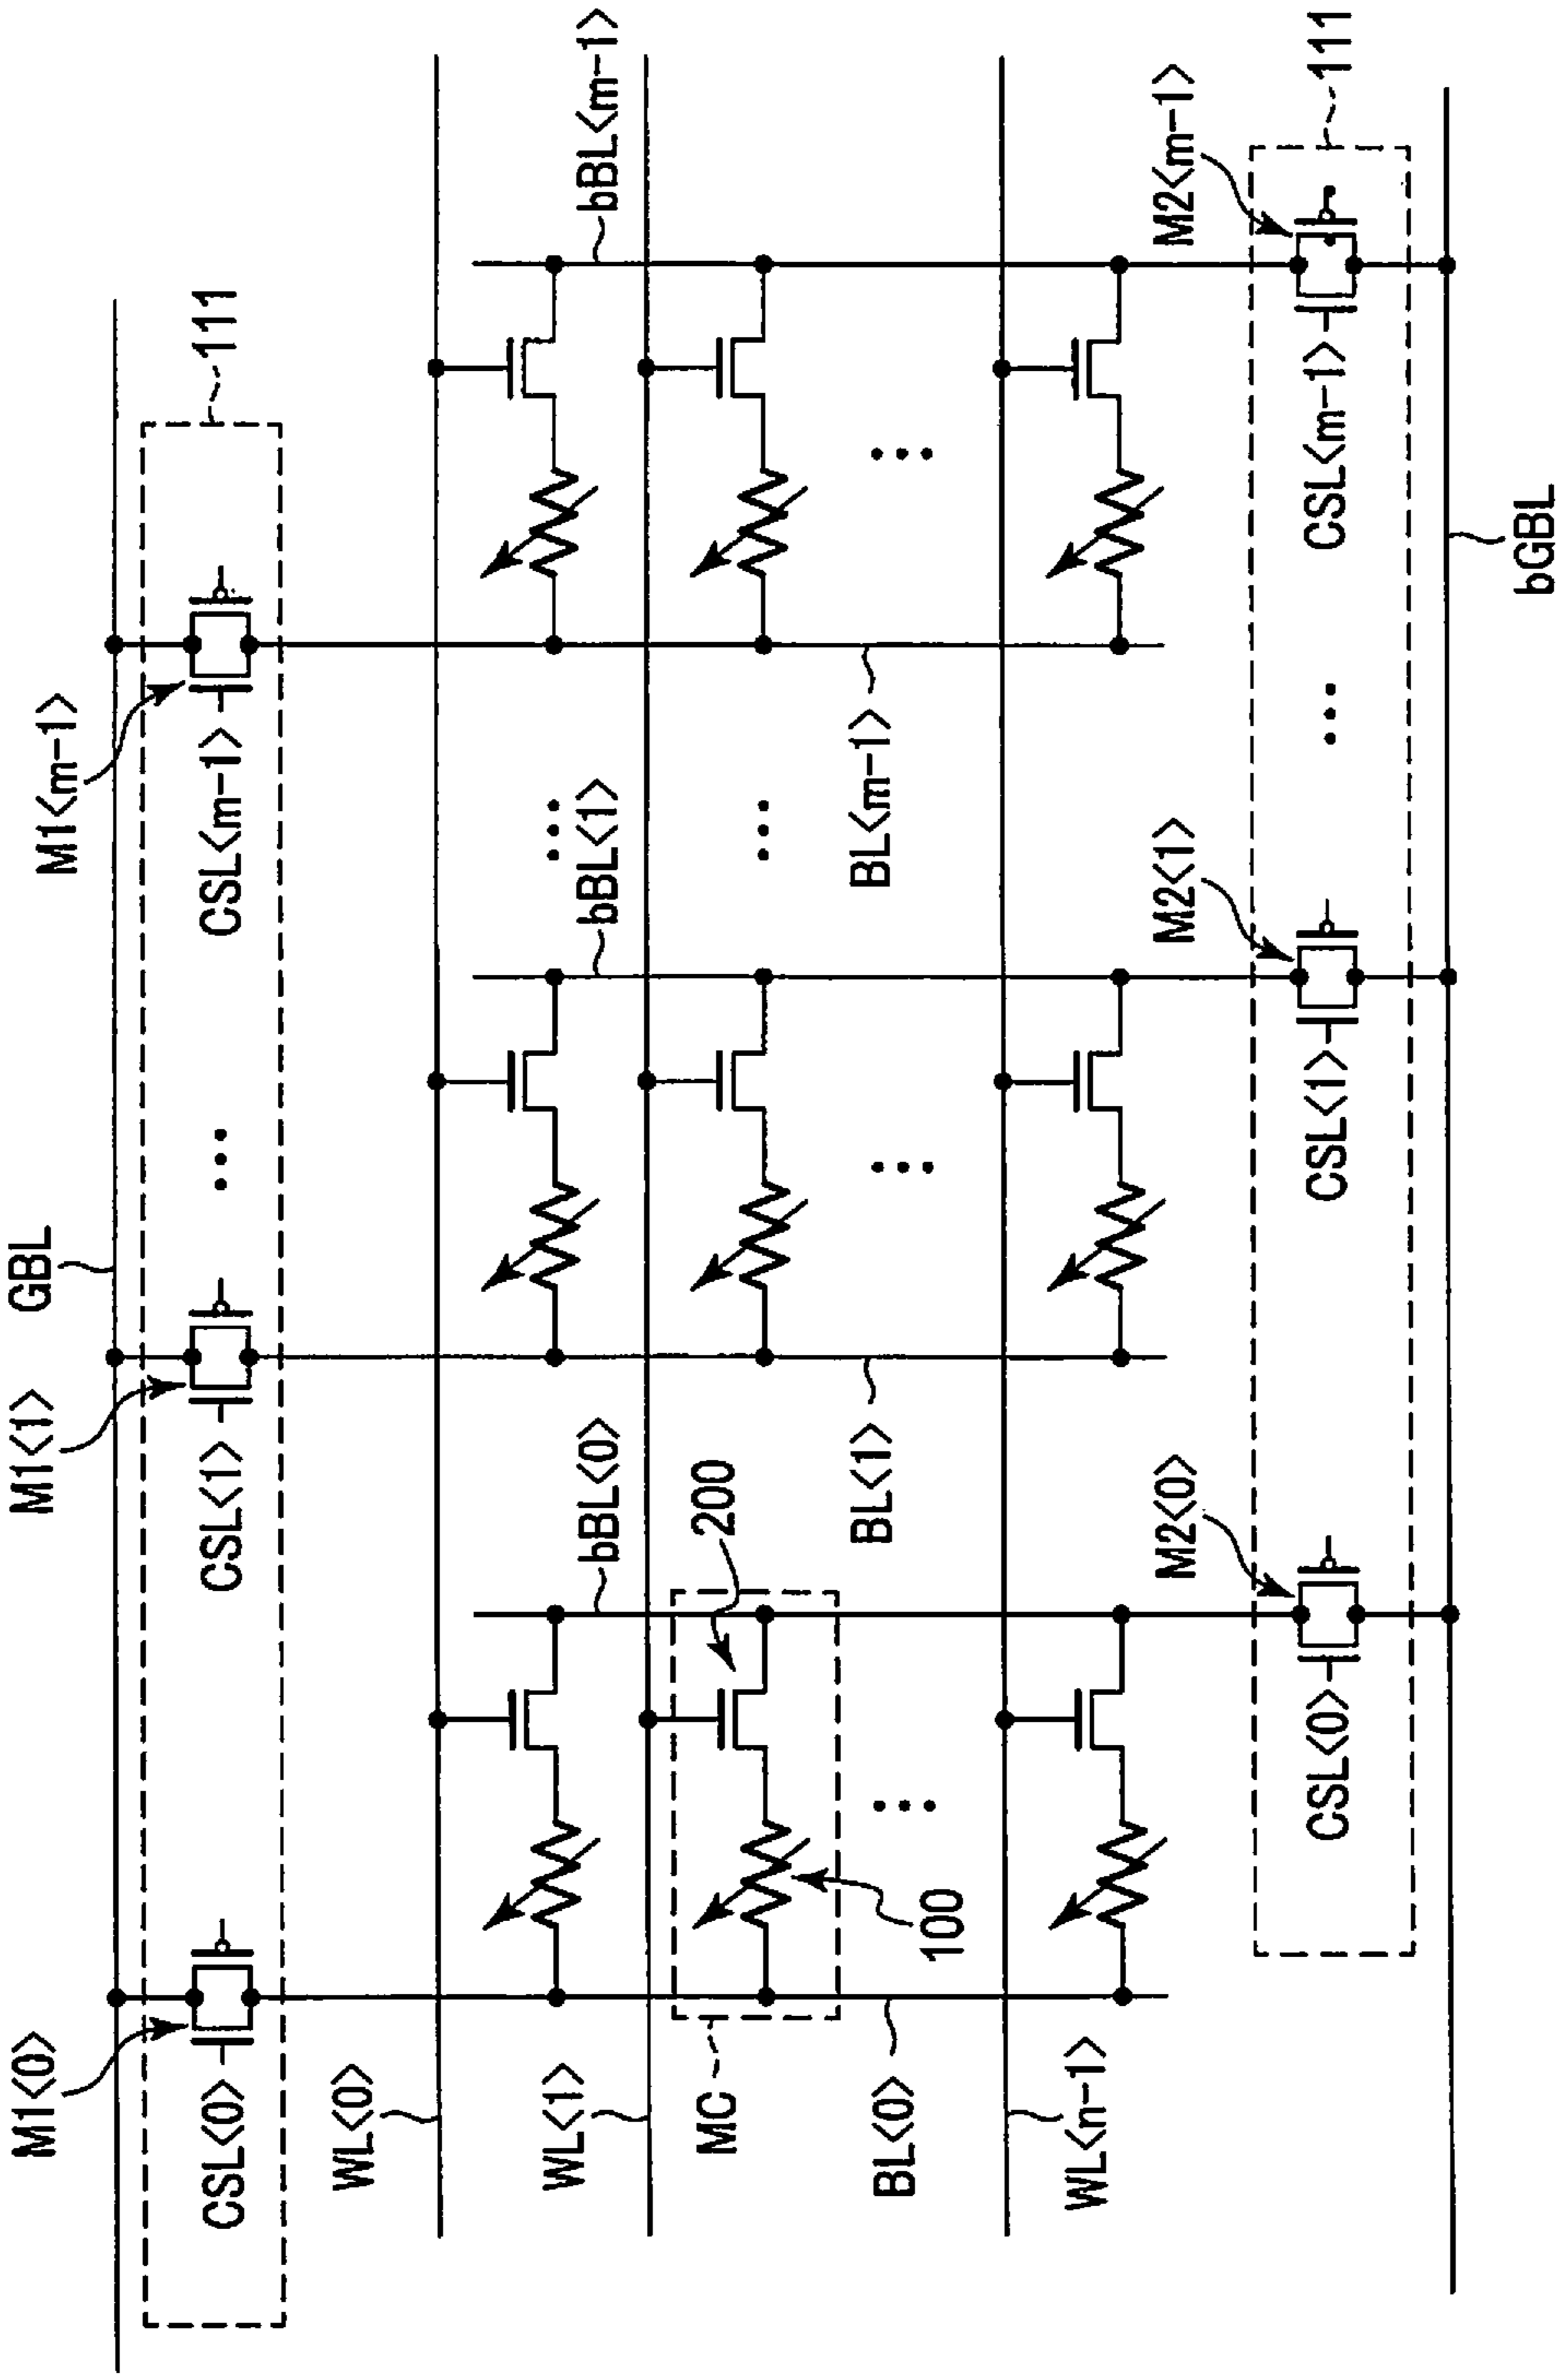 M1<0>
M1<1>
GBL
M1<m-1>
CSL<0>
CSL<1>
CSL<m-1>
111
WL<0>
WL<1>
bBL<0>
bBL<1>
bBL<m-1>
MC
200
BL<0>
100
BL<1>
BL<m-1>
WL<n-1>
M2<0>
M2<1>
M2<m-1>
CSL<0>
CSL<1>
CSL<m-1>
111
bGBL